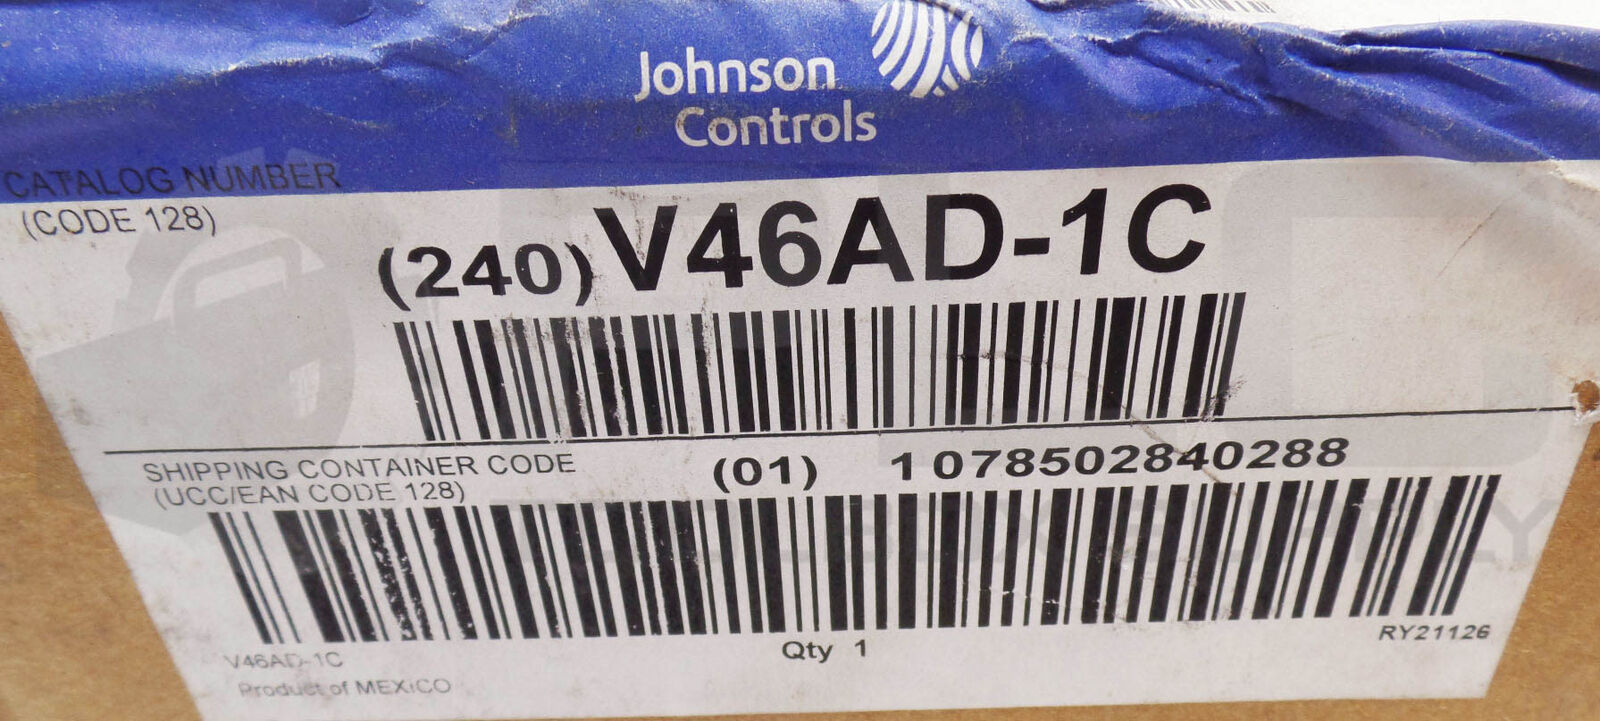 Johnson
Controls
CATALOG NUMBER
(CODE 128)
(240) V46AD-1C
SHIPPING CONTAINER CODE
(UCC/EAN CODE 128)
(01) 1 078502840288
Qty 1
RY21126
V46AD-1C
Product of MEXICO